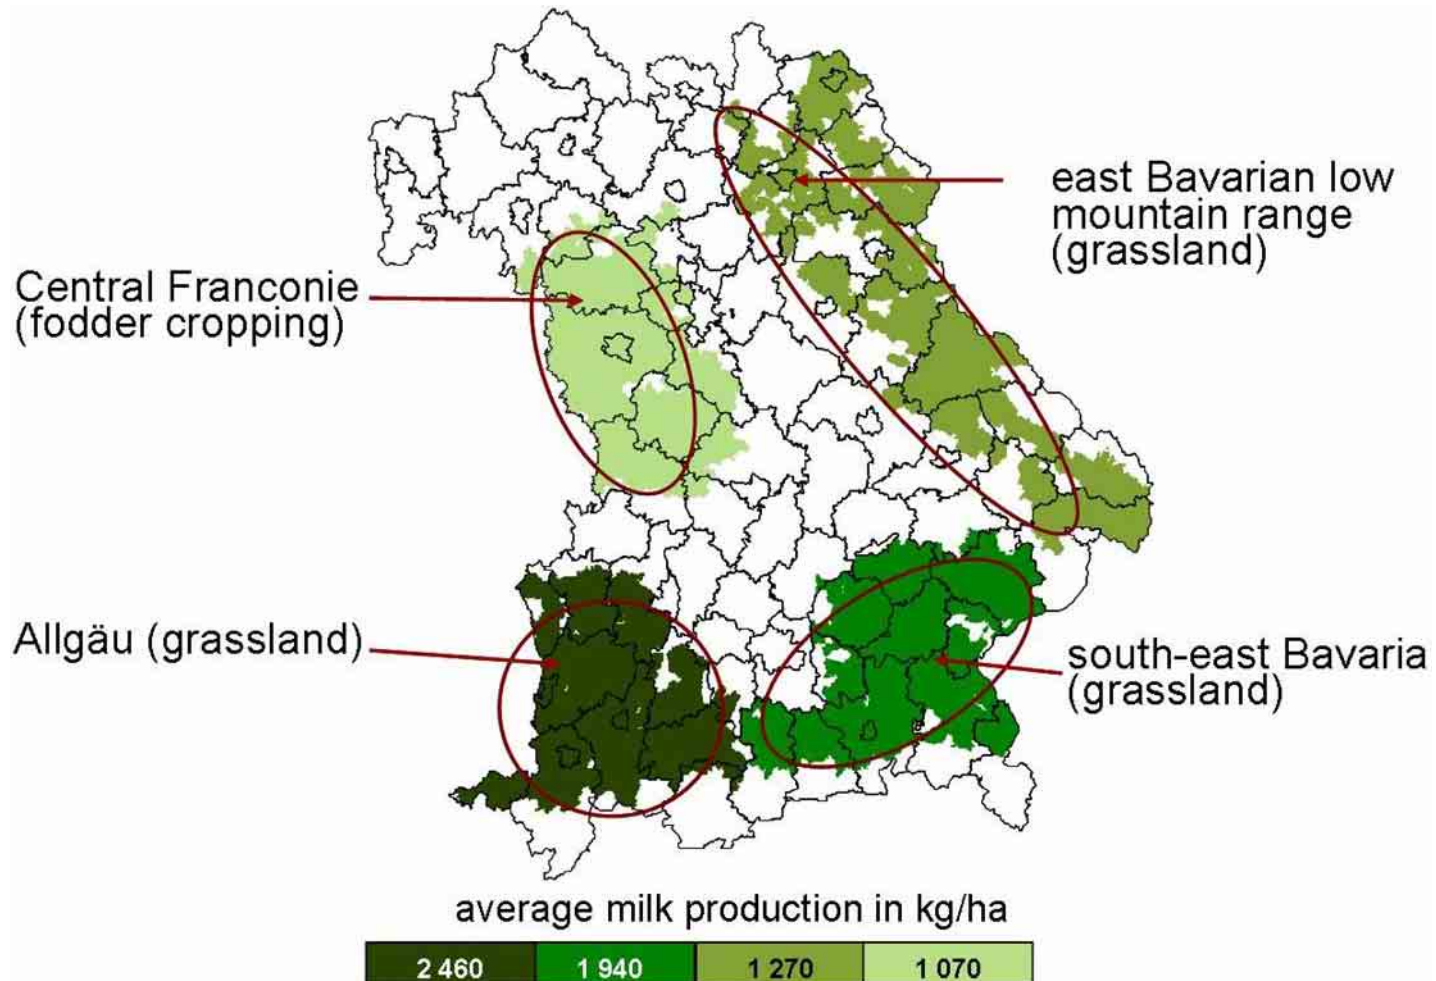 east Bavarian low
mountain range
(grassland)
Central Franconie
(fodder cropping)
Allgäu (grassland)
south-east Bavaria
(grassland)
average milk production in kg/ha
2 460 1 940 1 270 1 070